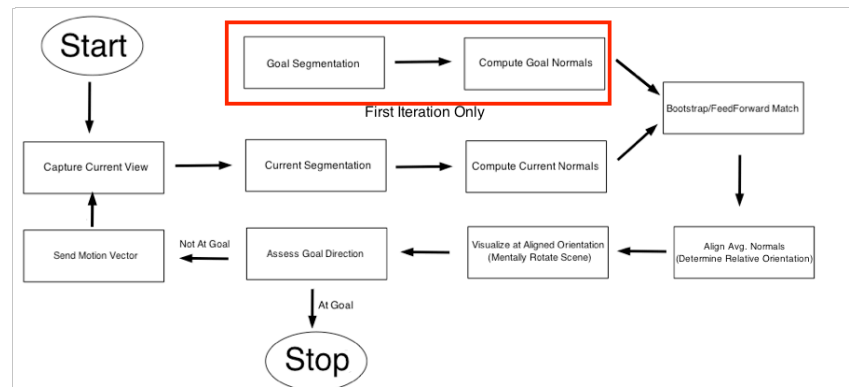 Start
Goal Segmentation
Compute Goal Normals
First Iteration Only
Bootstrap/FeedForward Match
Capture Current View
Current Segmentation
Compute Current Normals
Send Motion Vector
Not At Goal
Assess Goal Direction
Visualize at Aligned Orientation
(Mentally Rotate Scene)
Align Avg. Normals
(Determine Relative Orientation)
At Goal
Stop